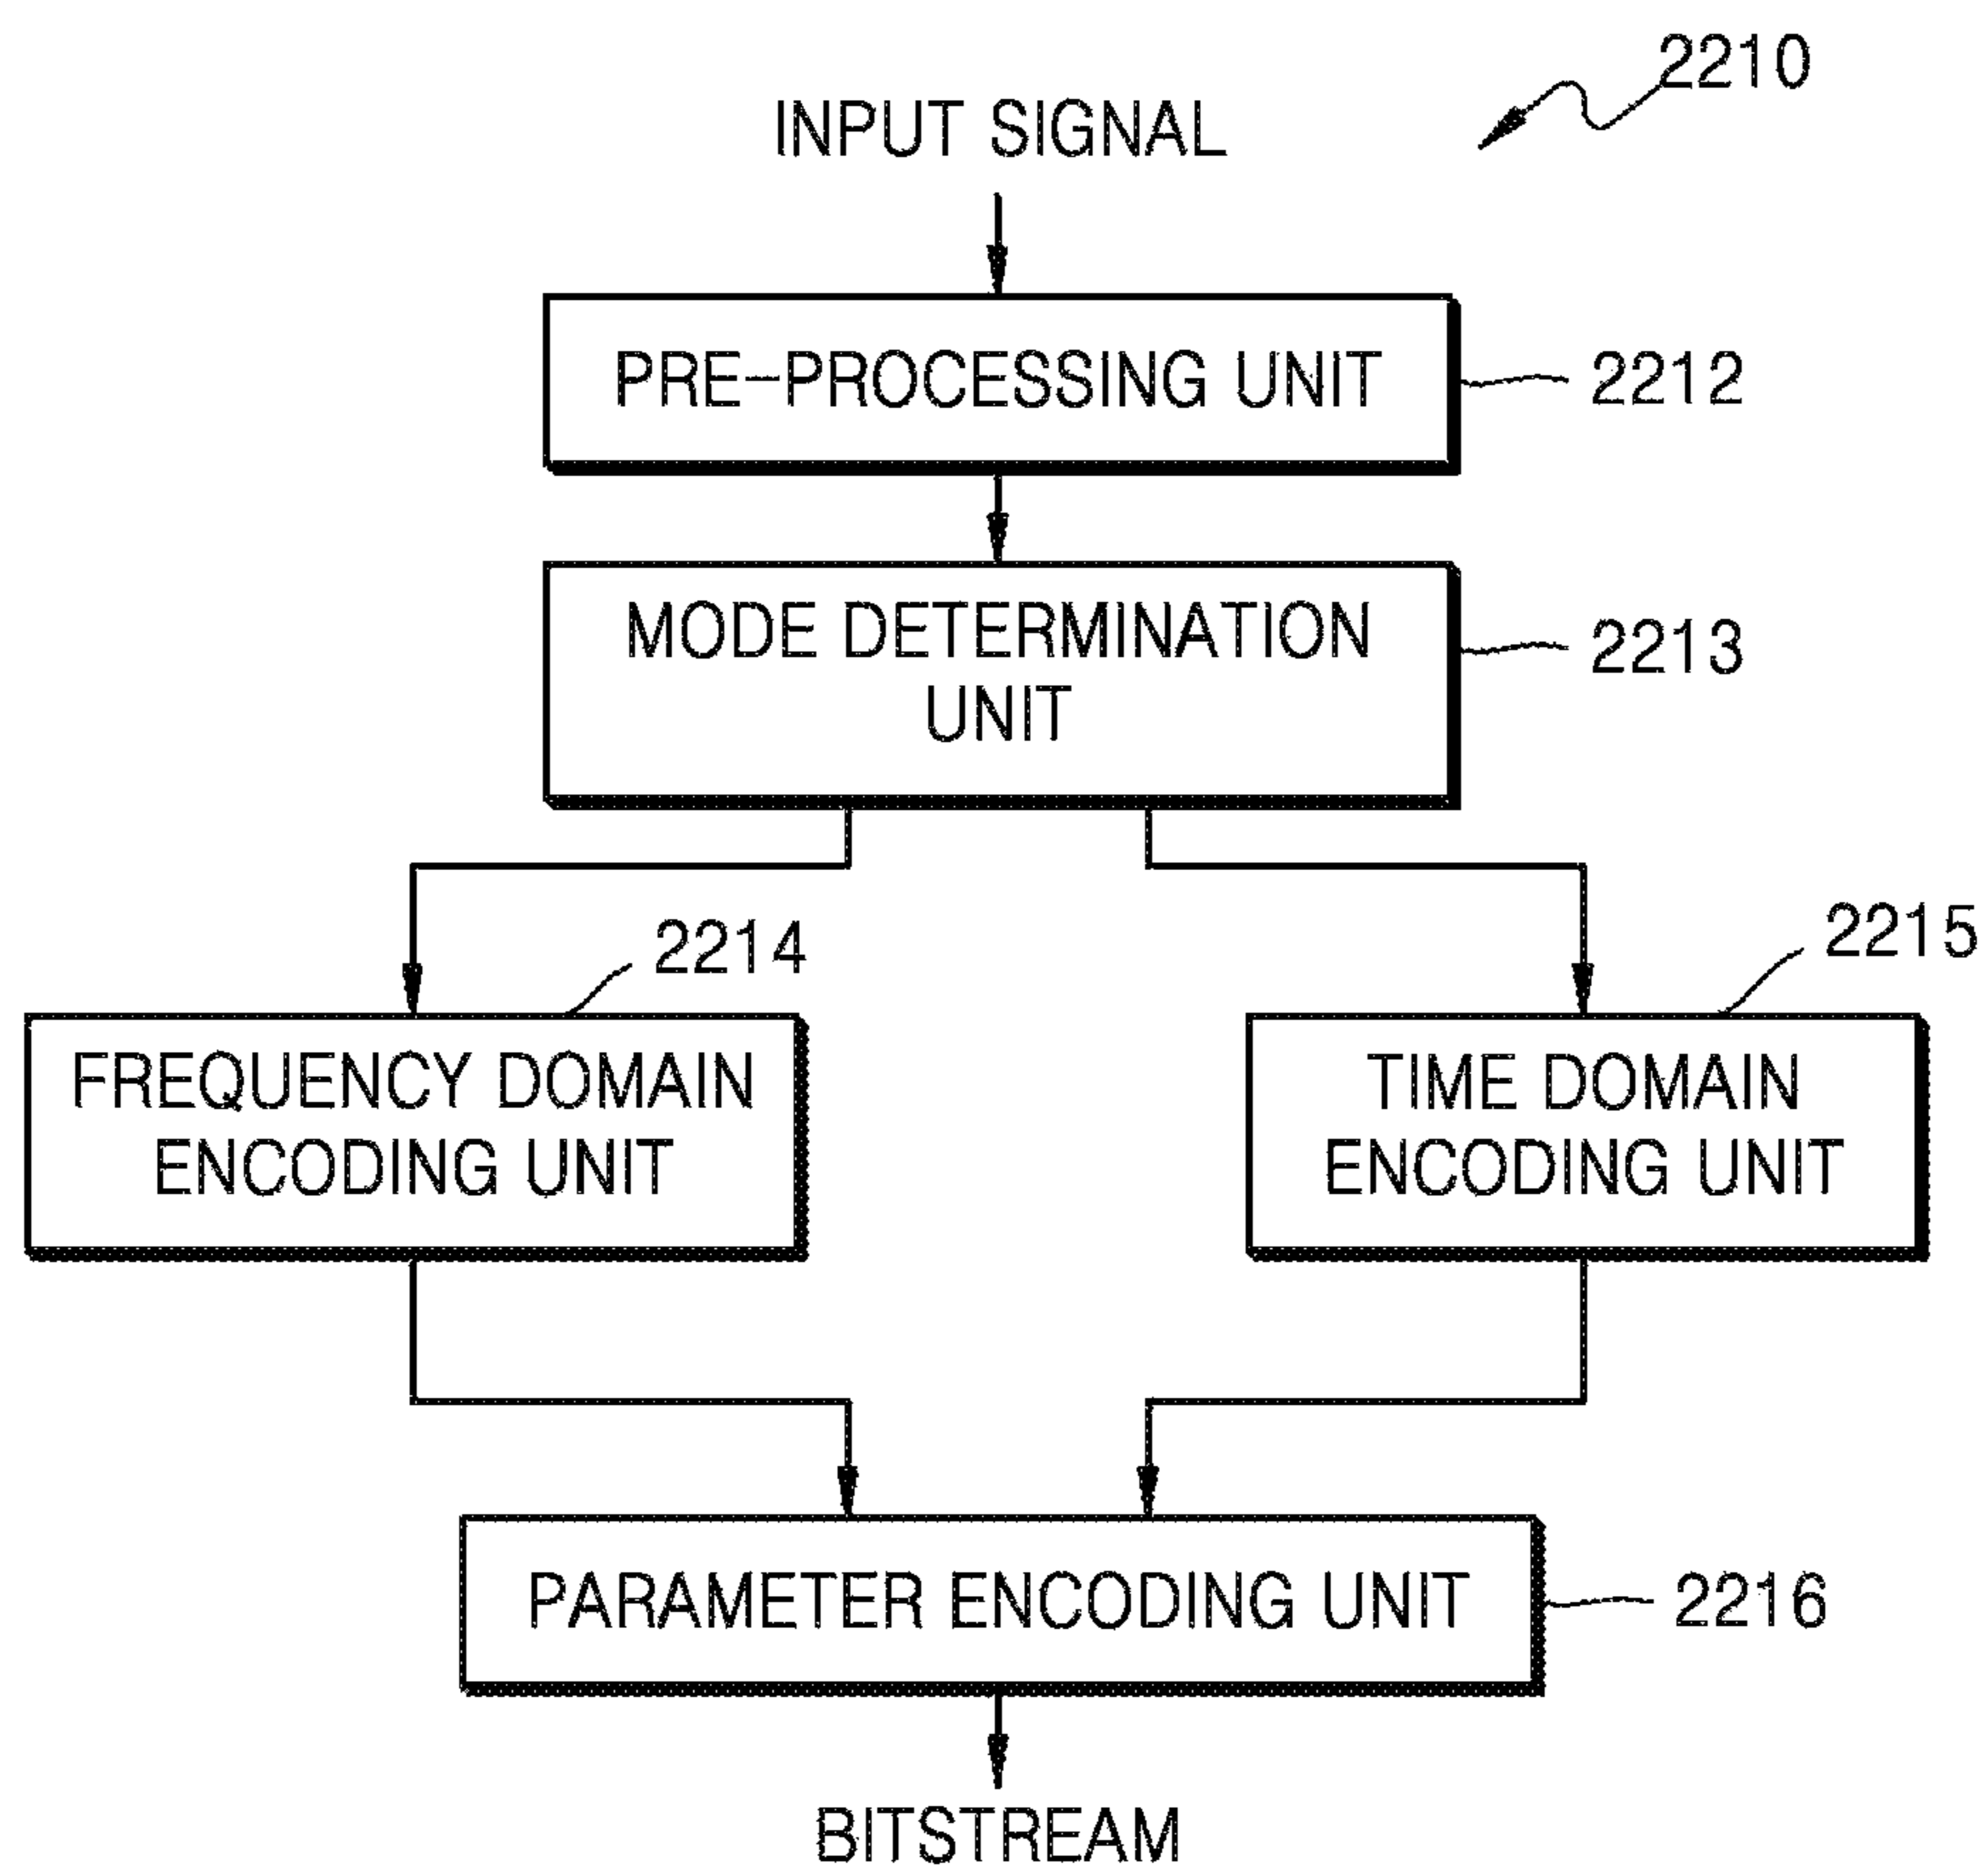 2210
INPUT SIGNAL
PRE-PROCESSING UNIT
2212
MODE DETERMINATION
UNIT
2213
2214
2215
FREQUENCY DOMAIN
ENCODING UNIT
TIME DOMAIN
ENCODING UNIT
PARAMETER ENCODING UNIT
2216
BITSTREAM